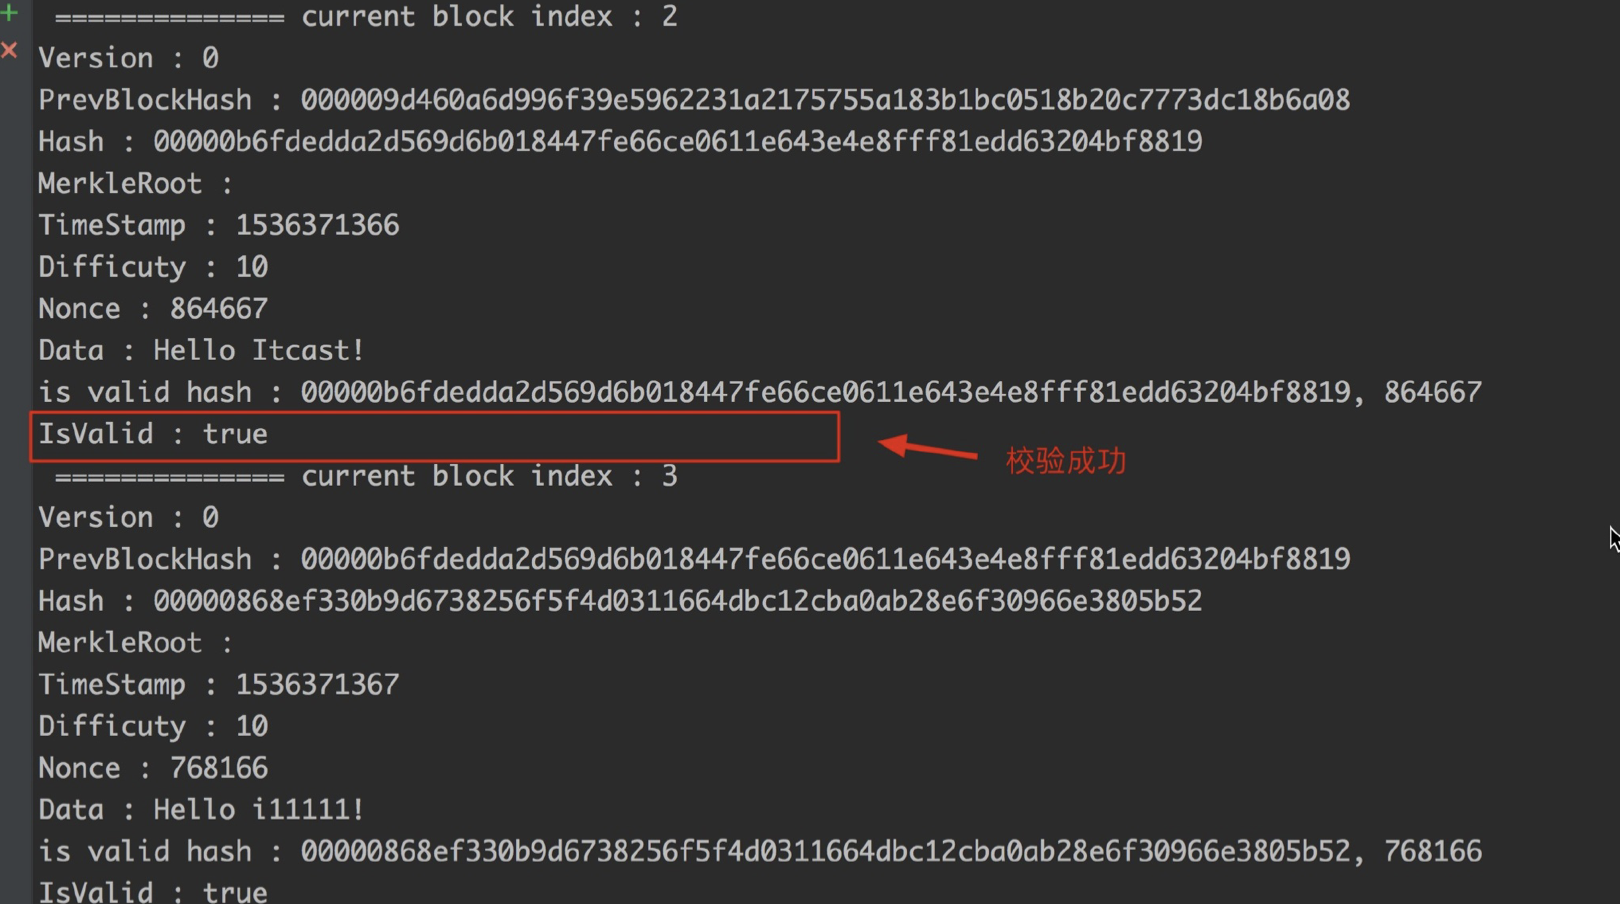 ============== current block index : 2
Version : 0
PrevBlockHash : 000009d460a6d996f39e5962231a2175755a183b1bc0518b20c7773dc18b6a08
Hash : 00000b6fdedda2d569d6b018447fe66ce0611e643e4e8fff81edd63204bf8819
MerkleRoot :
TimeStamp : 1536371366
Difficuty : 10
Nonce : 864667
Data : Hello Itcast!
is valid hash : 00000b6fdedda2d569d6b018447fe66ce0611e643e4e8fff81edd63204bf8819, 864667
IsValid : true
校验成功
============== current block index : 3
Version : 0
PrevBlockHash : 00000b6fdedda2d569d6b018447fe66ce0611e643e4e8fff81edd63204bf8819
Hash : 00000868ef330b9d6738256f5f4d0311664dbc12cba0ab28e6f30966e3805b52
MerkleRoot :
TimeStamp : 1536371367
Difficuty : 10
Nonce : 768166
Data : Hello i11111!
is valid hash : 00000868ef330b9d6738256f5f4d0311664dbc12cba0ab28e6f30966e3805b52, 768166
IsValid : true